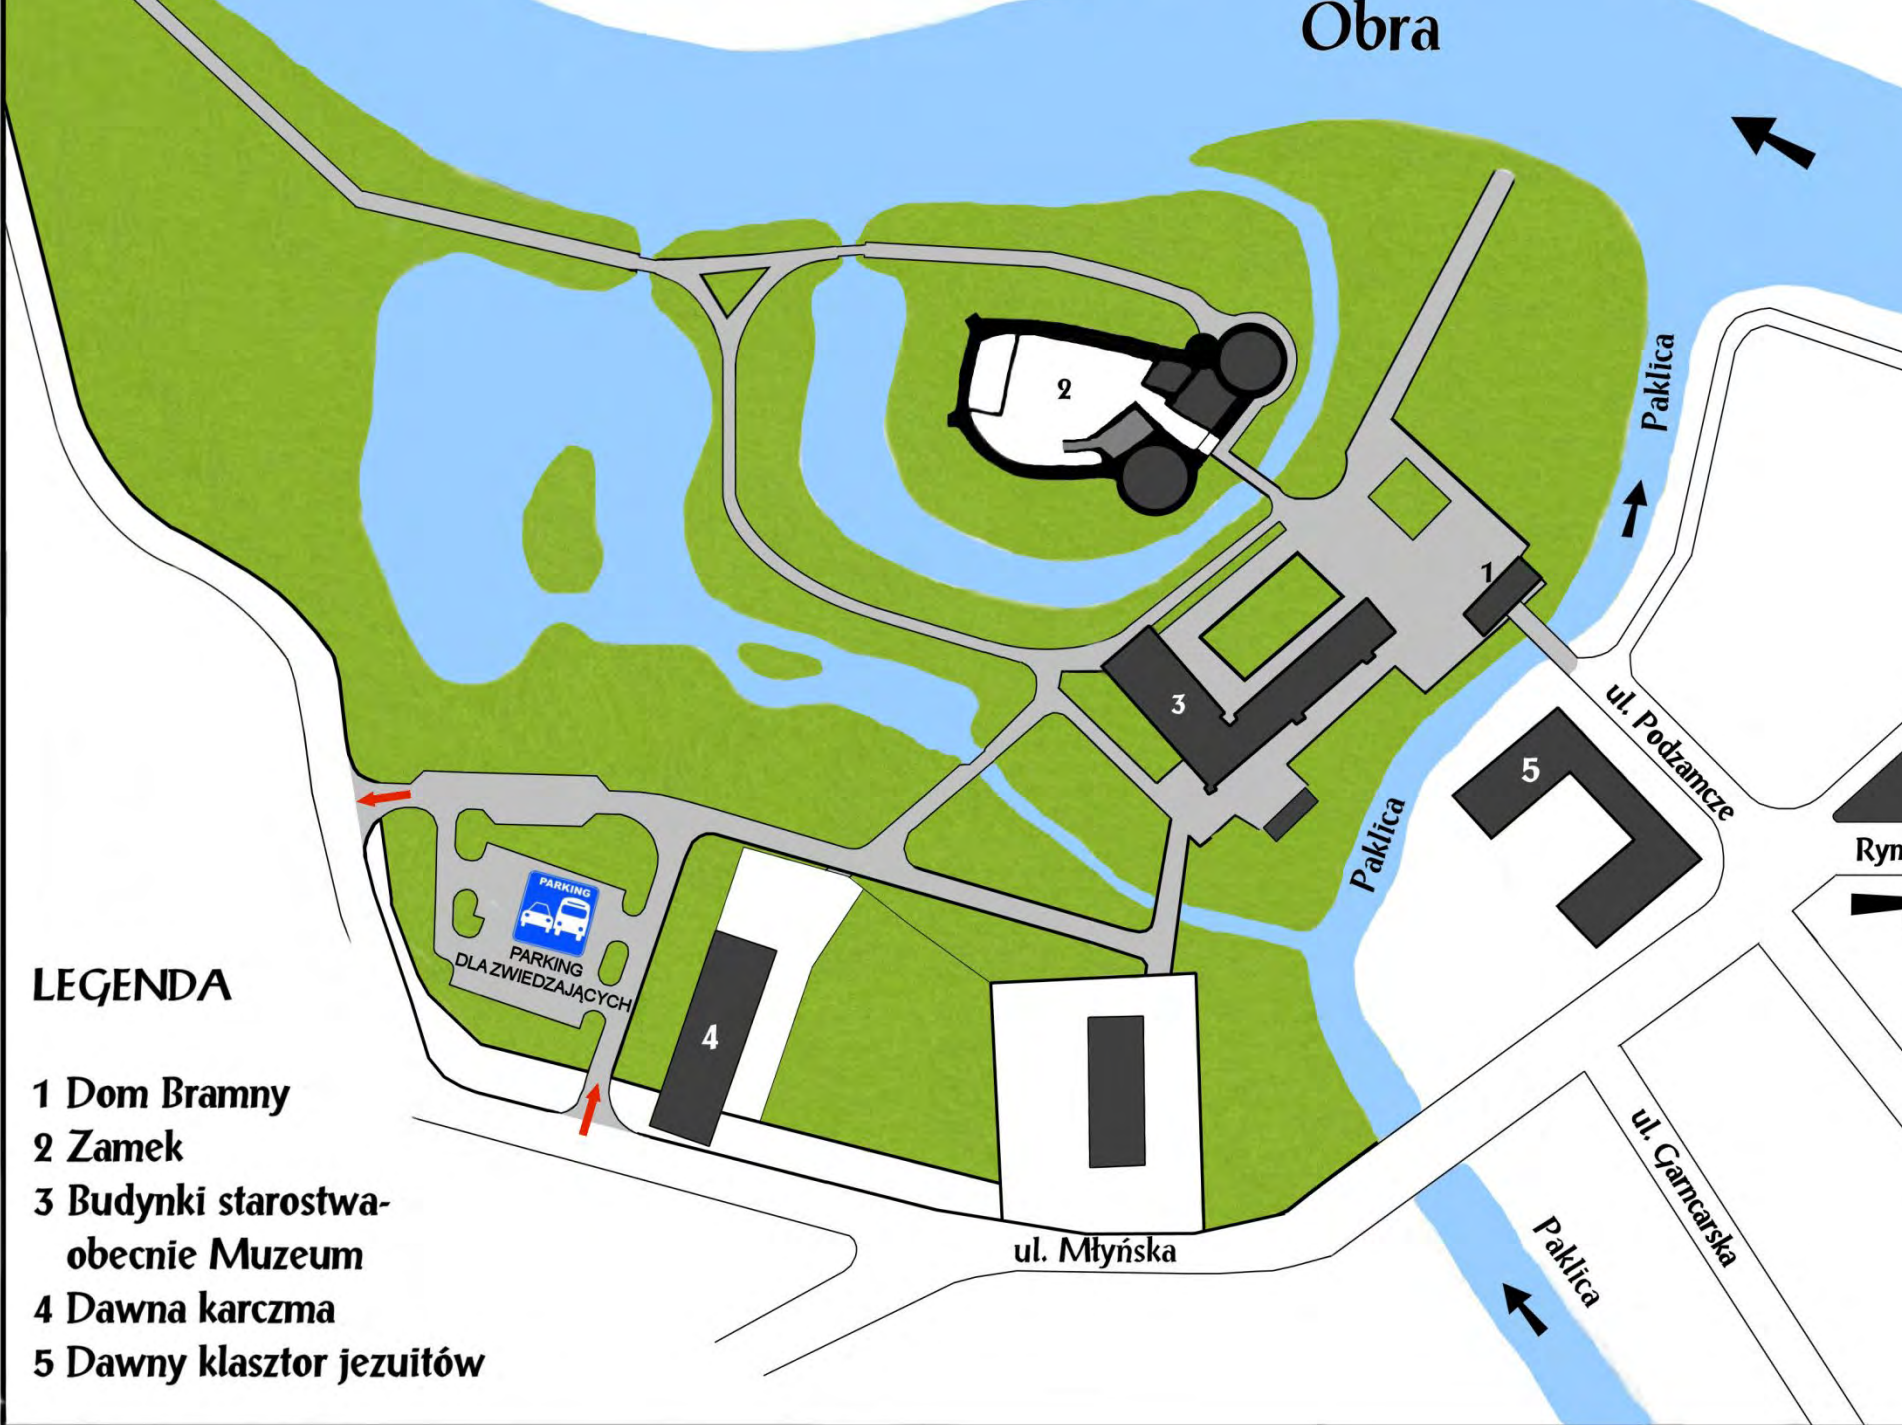 Obra
Paklica
2
1
3
ul. Podzamcze
5
Paklica
Ryn
PARKING
PARKING
DLA ZWIEDZAJĄCYCH
4
LEGENDA
1 Dom Bramny
2 Zamek
3 Budynki starostwa-
obecnie Muzeum
4 Dawna karczma
5 Dawny klasztor jezuitów
ul. Młyńska
ul. Garncarska
Paklica